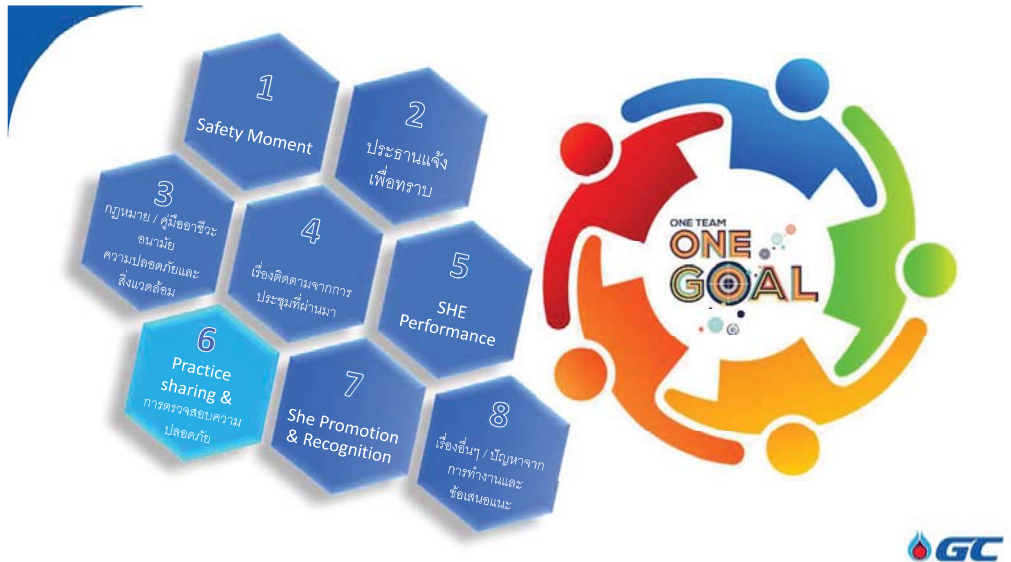 1
Safety Moment
2
ประธานแจ้ง
เพื่อทราบ
3
กฎหมาย / คู่มืออาชีวะ
อนามัย
ความปลอดภัยและ
สิ่งแวดล้อม
4
เรื่องติดตามจากการ
ประชุมที่ผ่านมา
5
SHE
Performance
6
Practice
sharing &
การตรวจสอบความ
ปลอดภัย
7
She Promotion
& Recognition
8
เรื่องอื่นๆ / ปัญหาจาก
การทำงานและ
ข้อเสนอแนะ
ONE TEAM
ONE
GOAL
GC